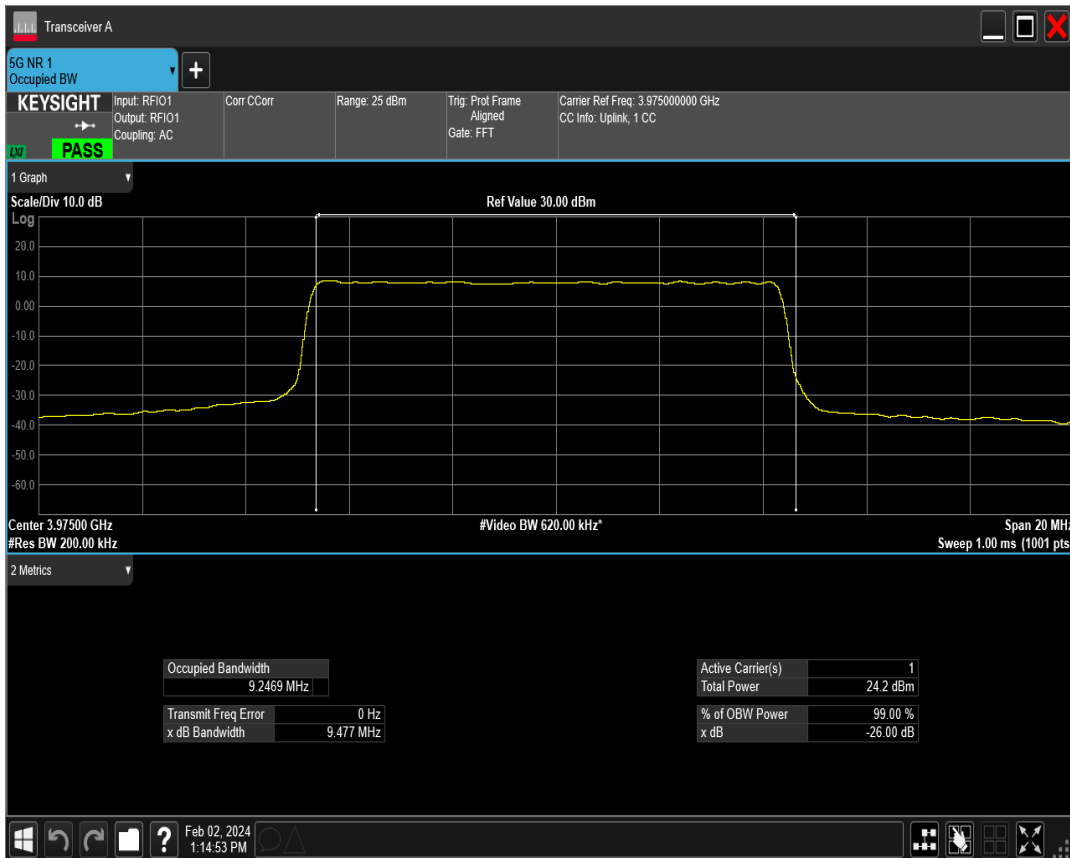 Transceiver A
5G NR 1
Occupied BW
KEYSIGHT
Input: RFIO1
Output: RFIO1
Coupling: AC
Corr CCorr
Range: 25 dBm
Trig: Prot Frame
Aligned
Gate: FFT
Carrier Ref Freq: 3.975000000 GHz
CC Info: Uplink, 1 CC
LXI
PASS
1 Graph
Scale/Div 10.0 dB
Ref Value 30.00 dBm
Log
20.0
10.0
0.00
-10.0
-20.0
-30.0
-40.0
-50.0
-60.0
Center 3.97500 GHz
#Video BW 620.00 kHz*
Span 20 MHz
#Res BW 200.00 kHz
Sweep 1.00 ms (1001 pts
2 Metrics
Occupied Bandwidth
9.2469 MHz
Transmit Freq Error 0 Hz
x dB Bandwidth 9.477 MHz
Active Carrier(s) 1
Total Power 24.2 dBm
% of OBW Power 99.00 %
x dB -26.00 dB
Feb 02, 2024
1:14:53 PM